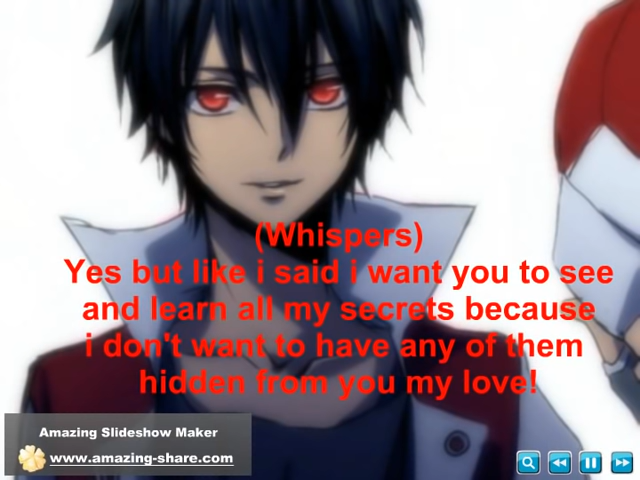 (Whispers)
Yes but like i said i want you to see
and learn all my secrets because
i don't want to have any of them
hidden from you my love!
Amazing Slideshow Maker
www.amazing-share.com